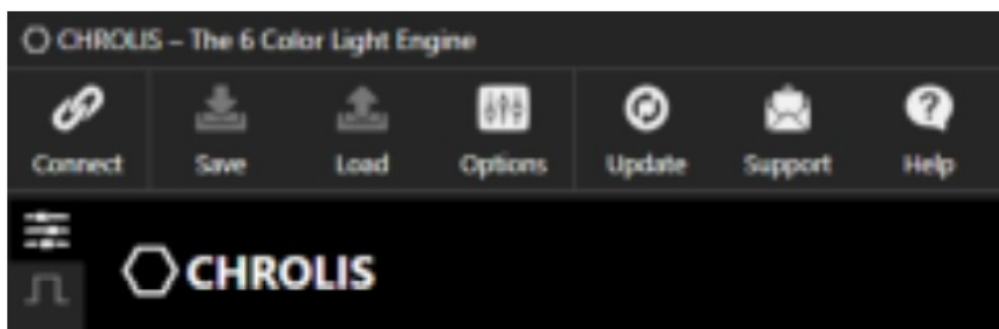 CHROLIS – The 6 Color Light Engine
Connect Save Load Options Update Support Help
CHROLIS